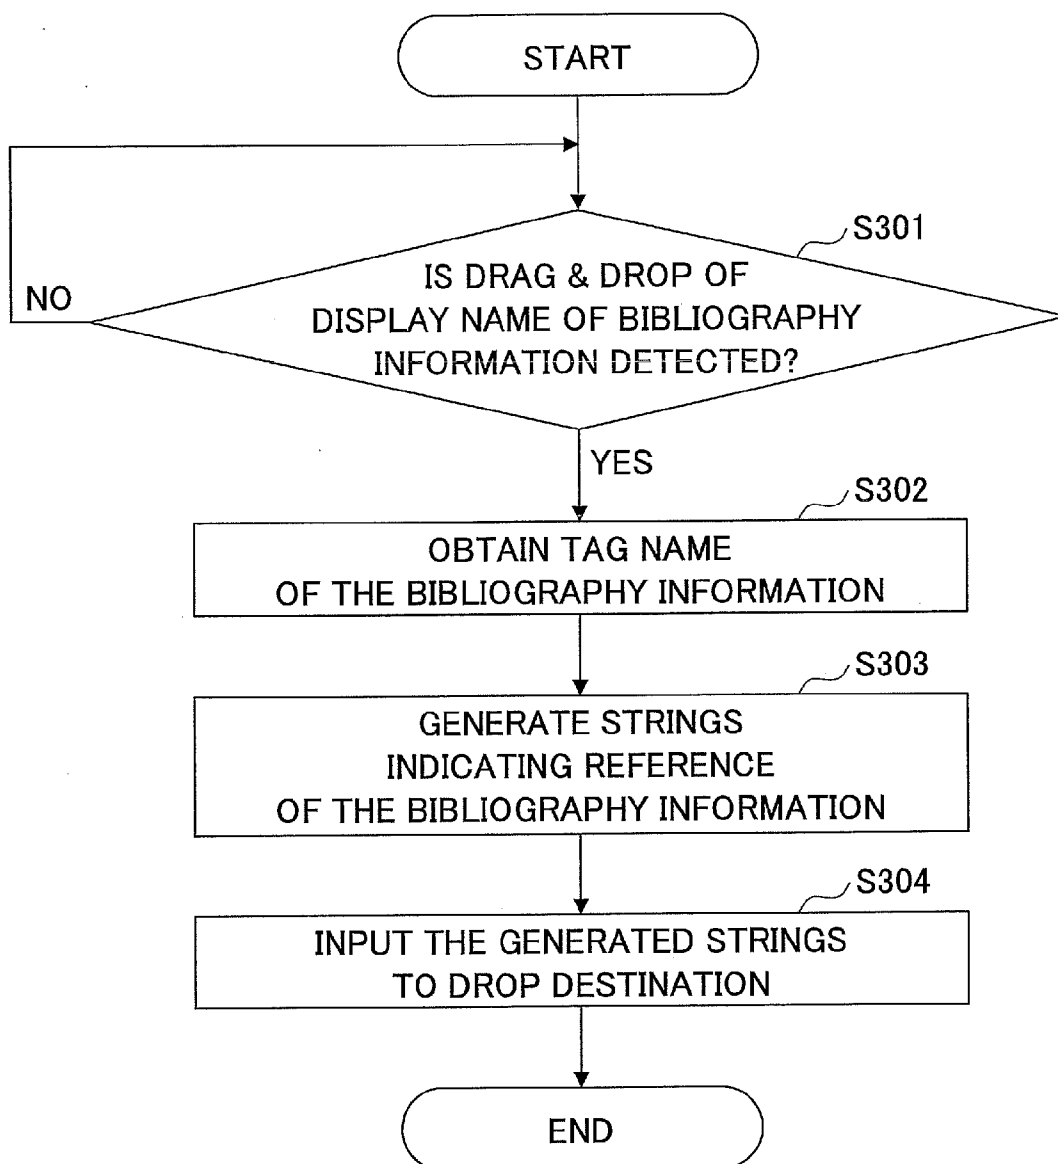 START
S301
IS DRAG & DROP OF
DISPLAY NAME OF BIBLIOGRAPHY
INFORMATION DETECTED?
NO
YES
S302
OBTAIN TAG NAME
OF THE BIBLIOGRAPHY INFORMATION
S303
GENERATE STRINGS
INDICATING REFERENCE
OF THE BIBLIOGRAPHY INFORMATION
S304
INPUT THE GENERATED STRINGS
TO DROP DESTINATION
END